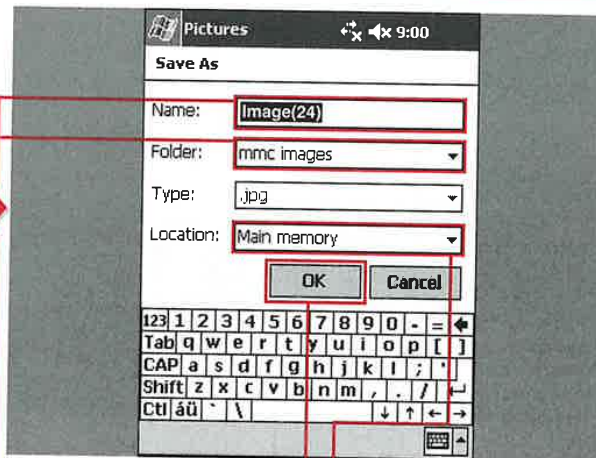 Pictures 9:00
Save As
Name: Image(24)
Folder: mmc images
Type: .jpg
Location: Main memory
OK Cancel
123 1 2 3 4 5 6 7 8 9 0 - =
Tab q w e r t y u i o p [ ]
CAP a s d f g h j k l ; '
Shift z x c v b n m , . /
Ctl áü ` \